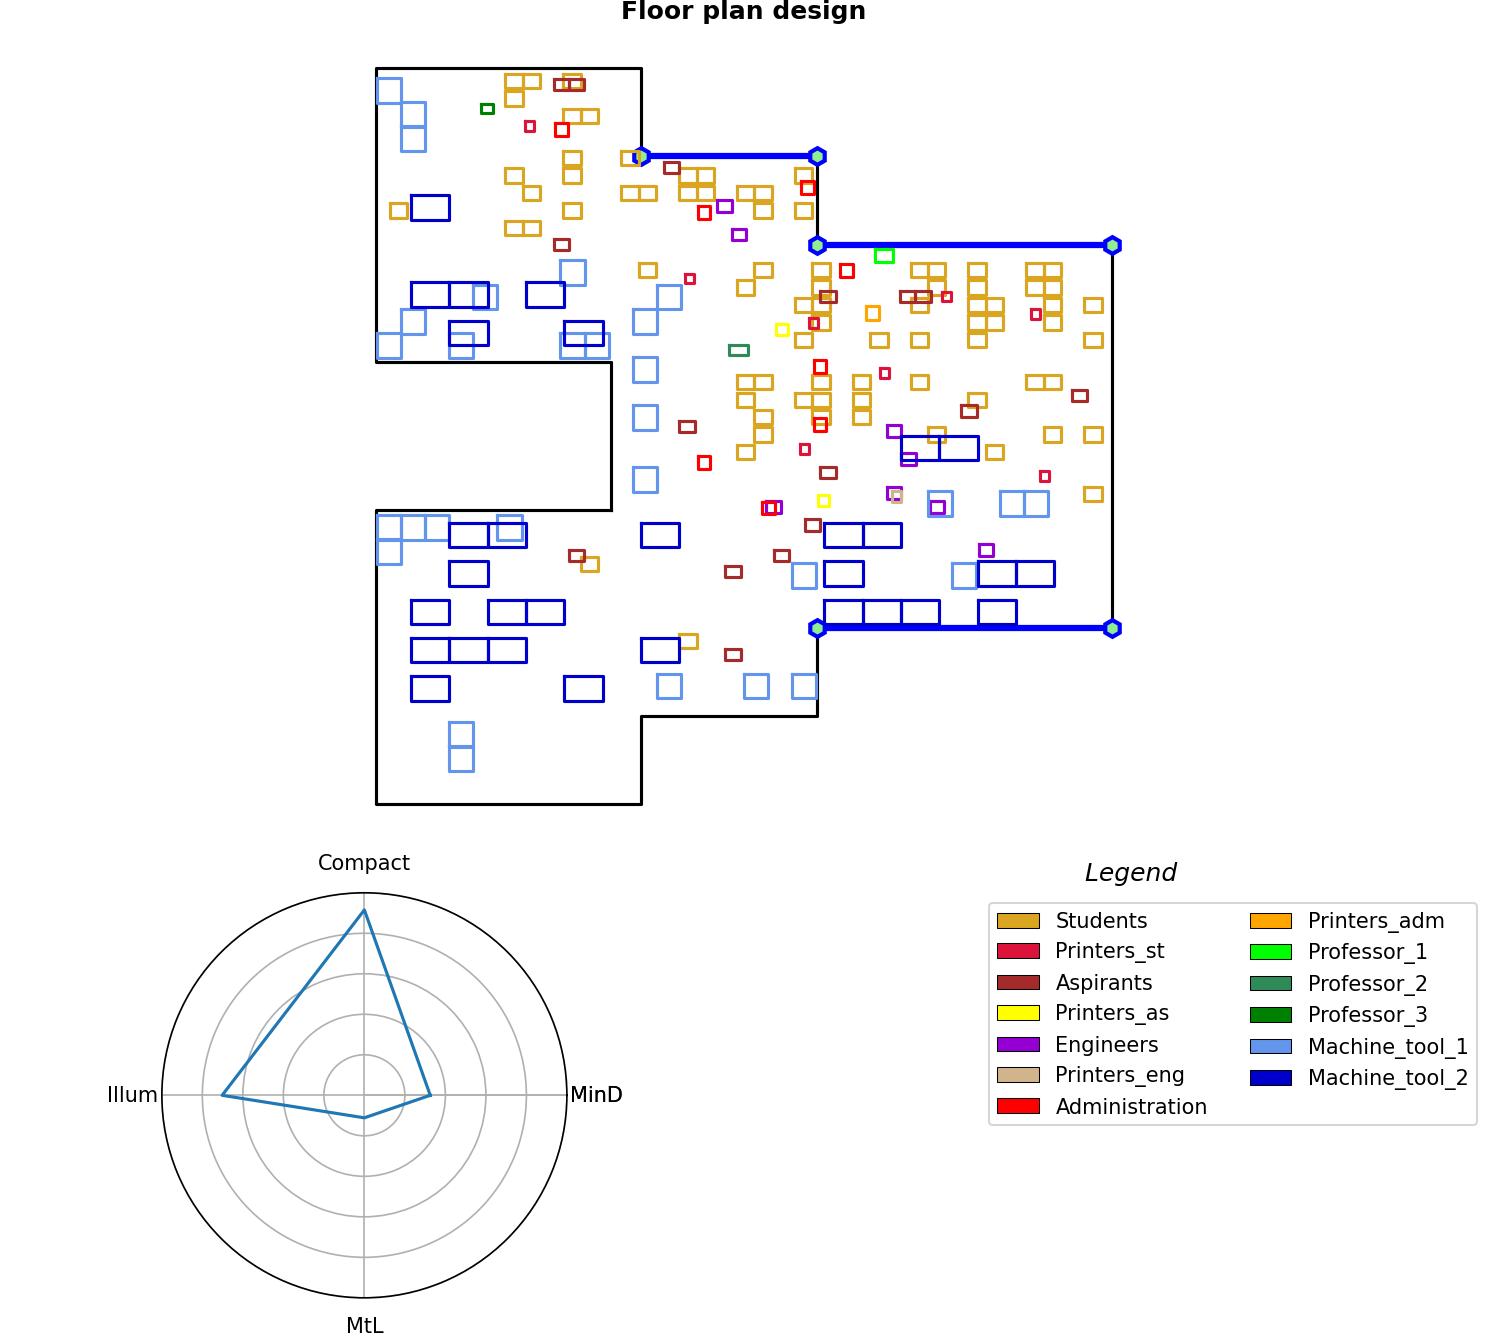 Floor plan design
Compact
Illum
MinD
MtL
Legend
Students
Printers_st
Aspirants
Printers_as
Engineers
Printers_eng
Administration
Printers_adm
Professor_1
Professor_2
Professor_3
Machine_tool_1
Machine_tool_2